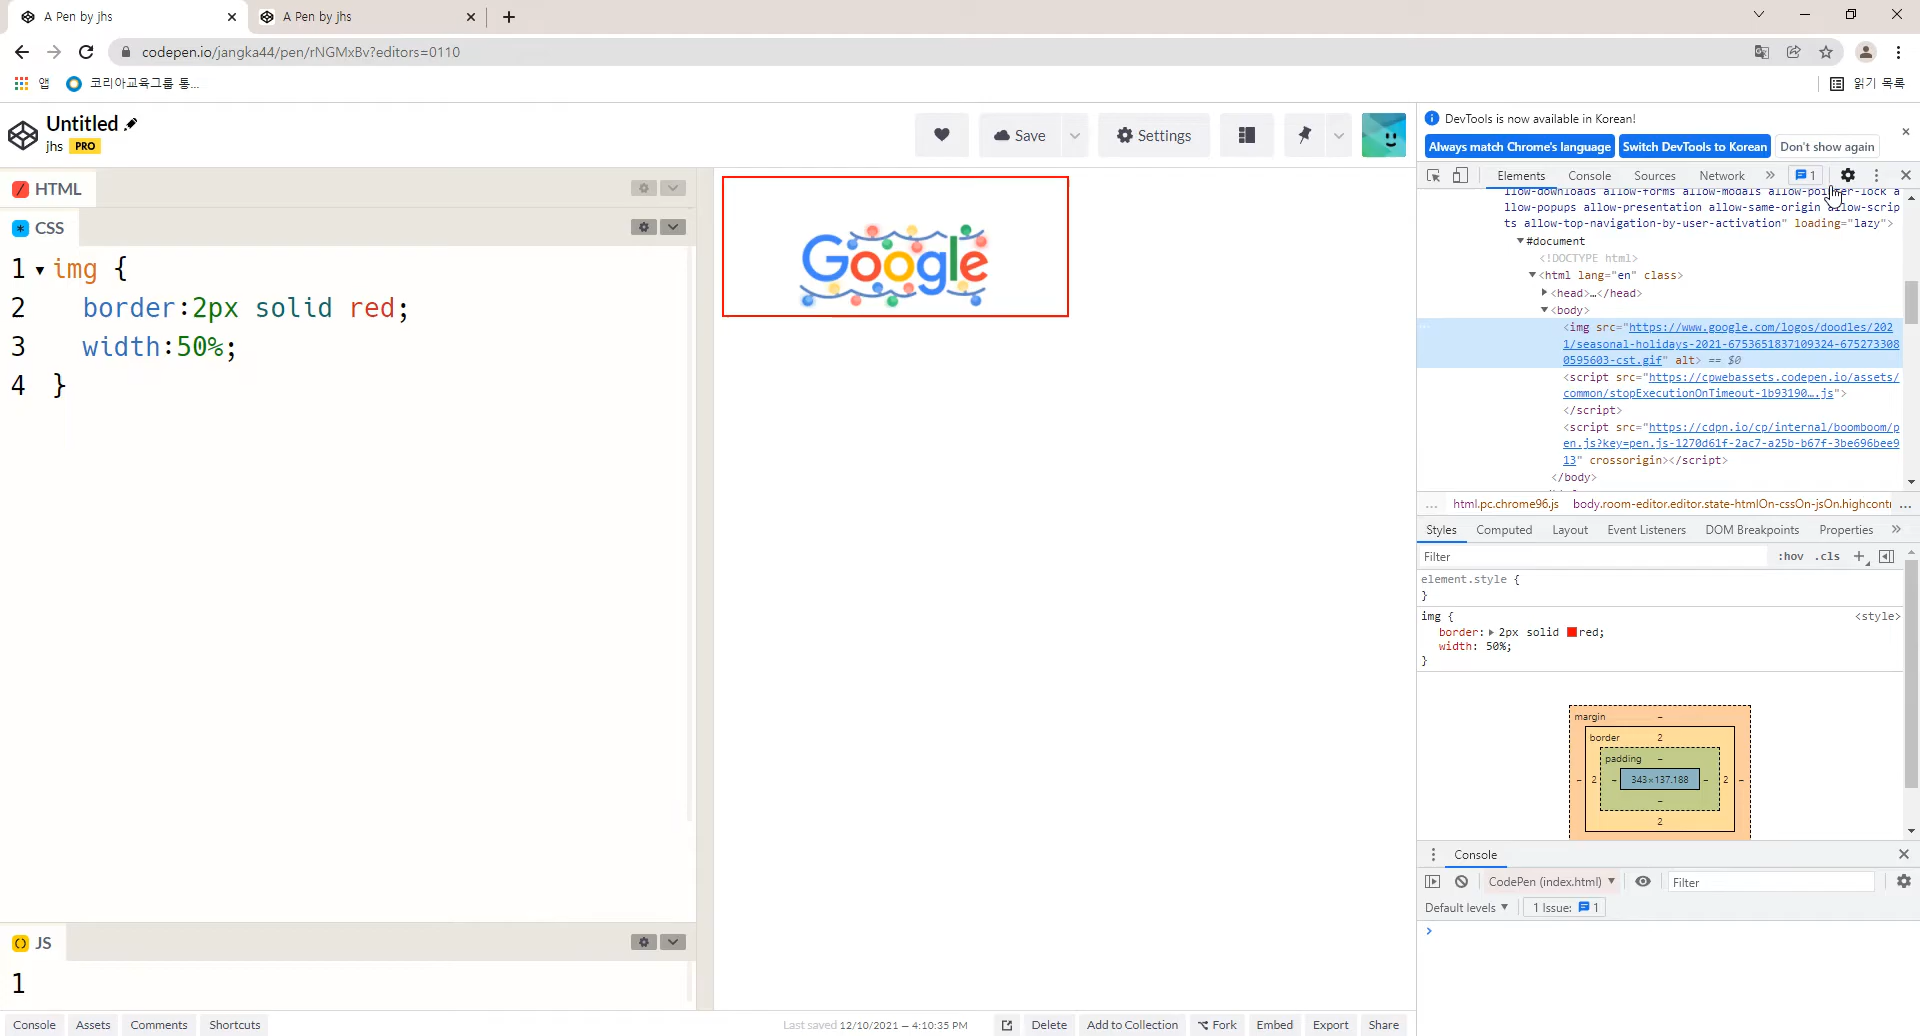 A Pen by jhs
A Pen by jhs
codepen.io/jangka44/pen/rNGMxBv?editors=0110
앱
코리아교육그룹 통...
읽기 목록
Untitled
jhs PRO
Save
Settings
HTML
CSS
1 img {
2 border:2px solid red;
3 width:50%;
4 }
JS
1
Google
DevTools is now available in Korean!
Always match Chrome's language
Switch DevTools to Korean
Don't show again
Elements
Console
Sources
Network
»
1
llow-downloads allow-forms allow-modals allow-pointer-lock a
llow-popups allow-presentation allow-same-origin allow-scrip
ts allow-top-navigation-by-user-activation" loading="lazy">
#document
<!DOCTYPE html>
<html lang="en" class>
<head>…</head>
<body>
<img src="https://www.google.com/logos/doodles/202
1/seasonal-holidays-2021-6753651837109324-675273308
0595603-cst.gif" alt> == $0
<script src="https://cpwebassets.codepen.io/assets/
common/stopExecutionOnTimeout-1b93190….js">
</script>
<script src="https://cdpn.io/cp/internal/boomboom/p
en.js?key=pen.js-1270d61f-2ac7-a25b-b67f-3be696bee9
13" crossorigin></script>
</body>
... html.pc.chrome96.js body.room-editor.editor.state-htmlOn-cssOn-jsOn.highcontr ...
Styles
Computed
Layout
Event Listeners
DOM Breakpoints
Properties
»
Filter
:hov .cls +
element.style {
}
img {
<style>
border: 2px solid red;
width: 50%;
}
margin –
border 2
padding –
– 2 – 343×137.188 – 2 –
–
2
Console
CodePen (index.html)
Filter
Default levels
1 Issue: 1
>
Console
Assets
Comments
Shortcuts
Last saved 12/10/2021 — 4:10:35 PM
Delete
Add to Collection
Fork
Embed
Export
Share